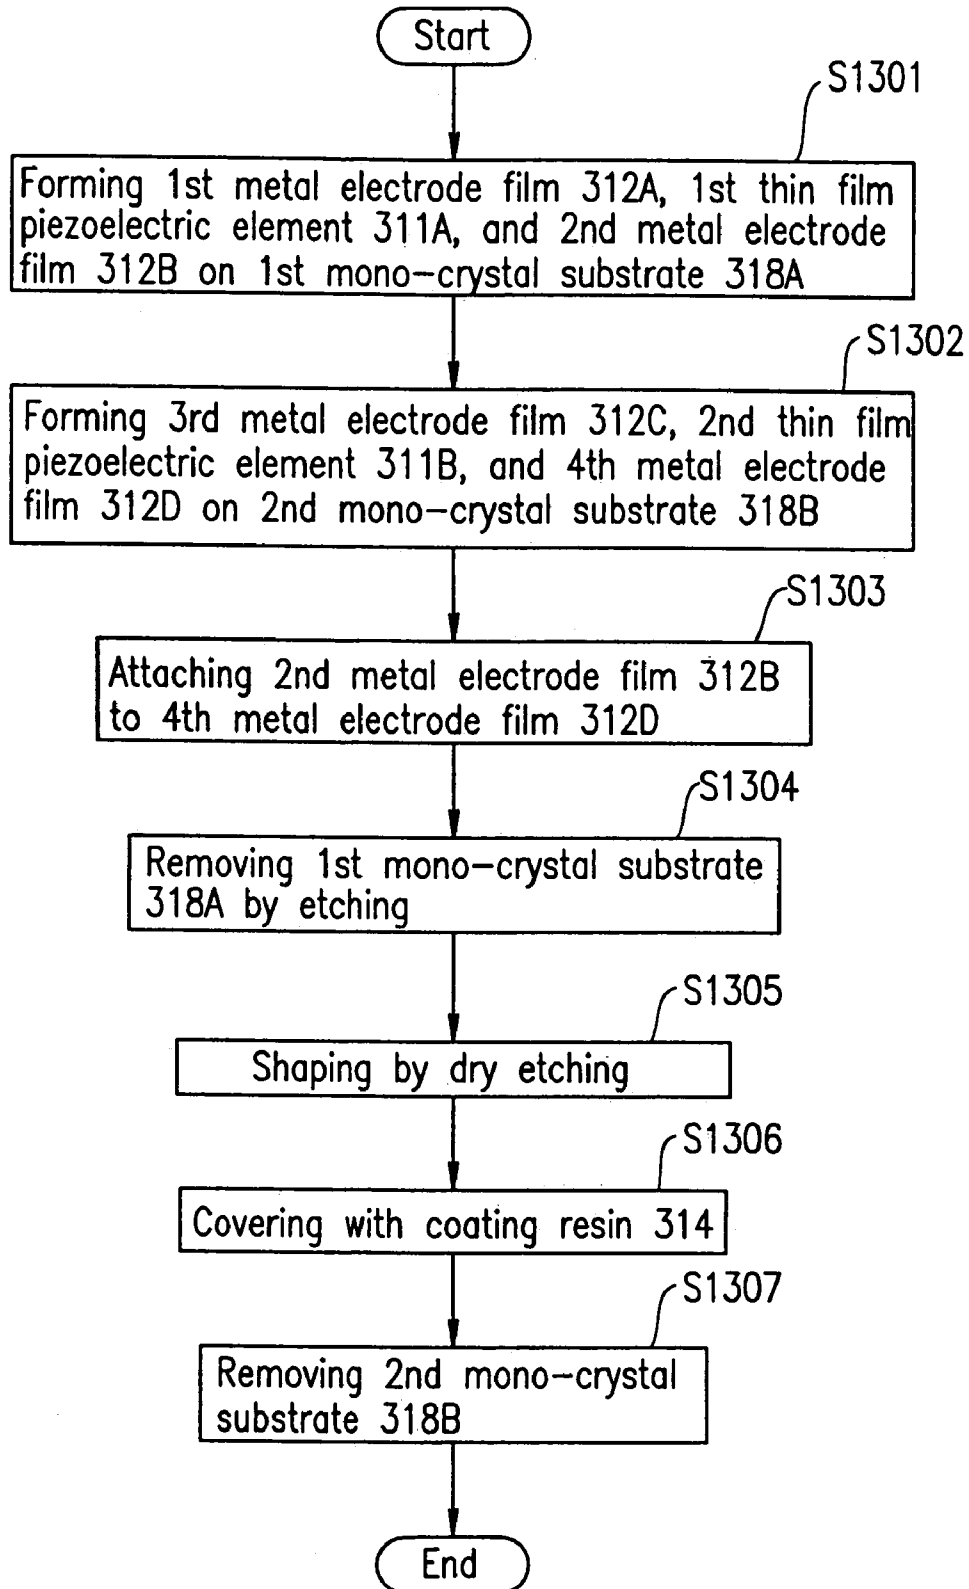 Start
S1301
Forming 1st metal electrode film 312A, 1st thin film
piezoelectric element 311A, and 2nd metal electrode
film 312B on 1st mono-crystal substrate 318A
S1302
Forming 3rd metal electrode film 312C, 2nd thin film
piezoelectric element 311B, and 4th metal electrode
film 312D on 2nd mono-crystal substrate 318B
S1303
Attaching 2nd metal electrode film 312B
to 4th metal electrode film 312D
S1304
Removing 1st mono-crystal substrate
318A by etching
S1305
Shaping by dry etching
S1306
Covering with coating resin 314
S1307
Removing 2nd mono-crystal
substrate 318B
End